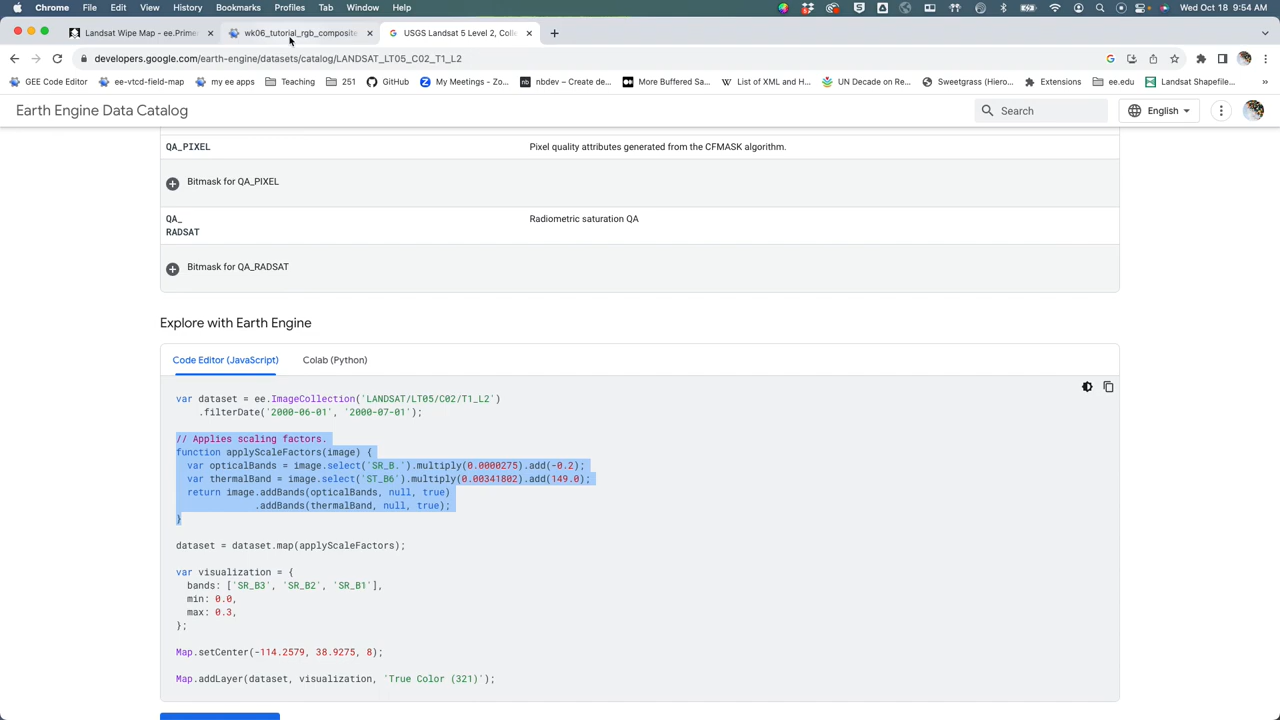 Chrome File Edit View History Bookmarks Profiles Tab Window Help Wed Mar 29 9:54 AM
Landsat Wipe Map - ee.Prime
wk06_tutorial_rgb_composite
USGS Landsat 5 Level 2, Colle
developers.google.com/earth-engine/datasets/catalog/LANDSAT_LT05_C02_T1_L2
GEE Code Editor ee-vtcd-field-map my ee apps Teaching 251 GitHub My Meetings - Zo... nbdev – Create de... More Buffered Sa... List of XML and H... UN Decade on Re... Sweetgrass (Hiero... Extensions ee.edu Landsat Shapefile... »
Earth Engine Data Catalog
Search
English
QA_PIXEL
Pixel quality attributes generated from the CFMASK algorithm.
Bitmask for QA_PIXEL
QA_
RADSAT
Radiometric saturation QA
Bitmask for QA_RADSAT
Explore with Earth Engine
Code Editor (JavaScript) Colab (Python)
var dataset = ee.ImageCollection('LANDSAT/LT05/C02/T1_L2')
.filterDate('2000-06-01', '2000-07-01');
// Applies scaling factors.
function applyScaleFactors(image) {
var opticalBands = image.select('SR_B.').multiply(0.0000275).add(-0.2);
var thermalBand = image.select('ST_B6').multiply(0.00341802).add(149.0);
return image.addBands(opticalBands, null, true)
.addBands(thermalBand, null, true);
}
dataset = dataset.map(applyScaleFactors);
var visualization = {
bands: ['SR_B3', 'SR_B2', 'SR_B1'],
min: 0.0,
max: 0.3,
};
Map.setCenter(-114.2579, 38.9275, 8);
Map.addLayer(dataset, visualization, 'True Color (321)');